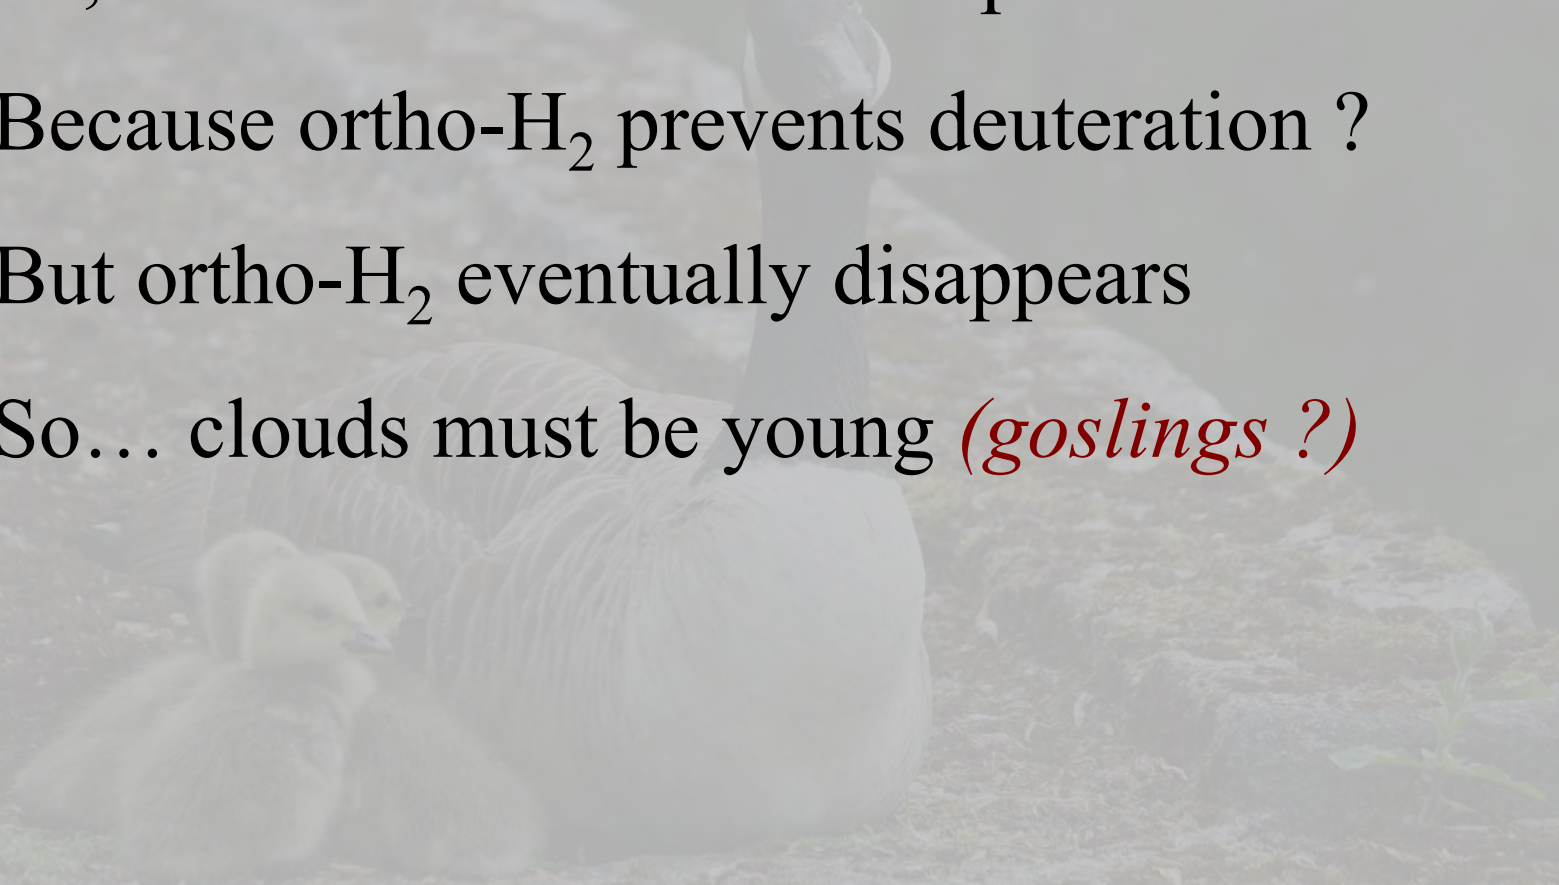 Because ortho-H₂ prevents deuteration ?
But ortho-H₂ eventually disappears
So… clouds must be young (goslings ?)